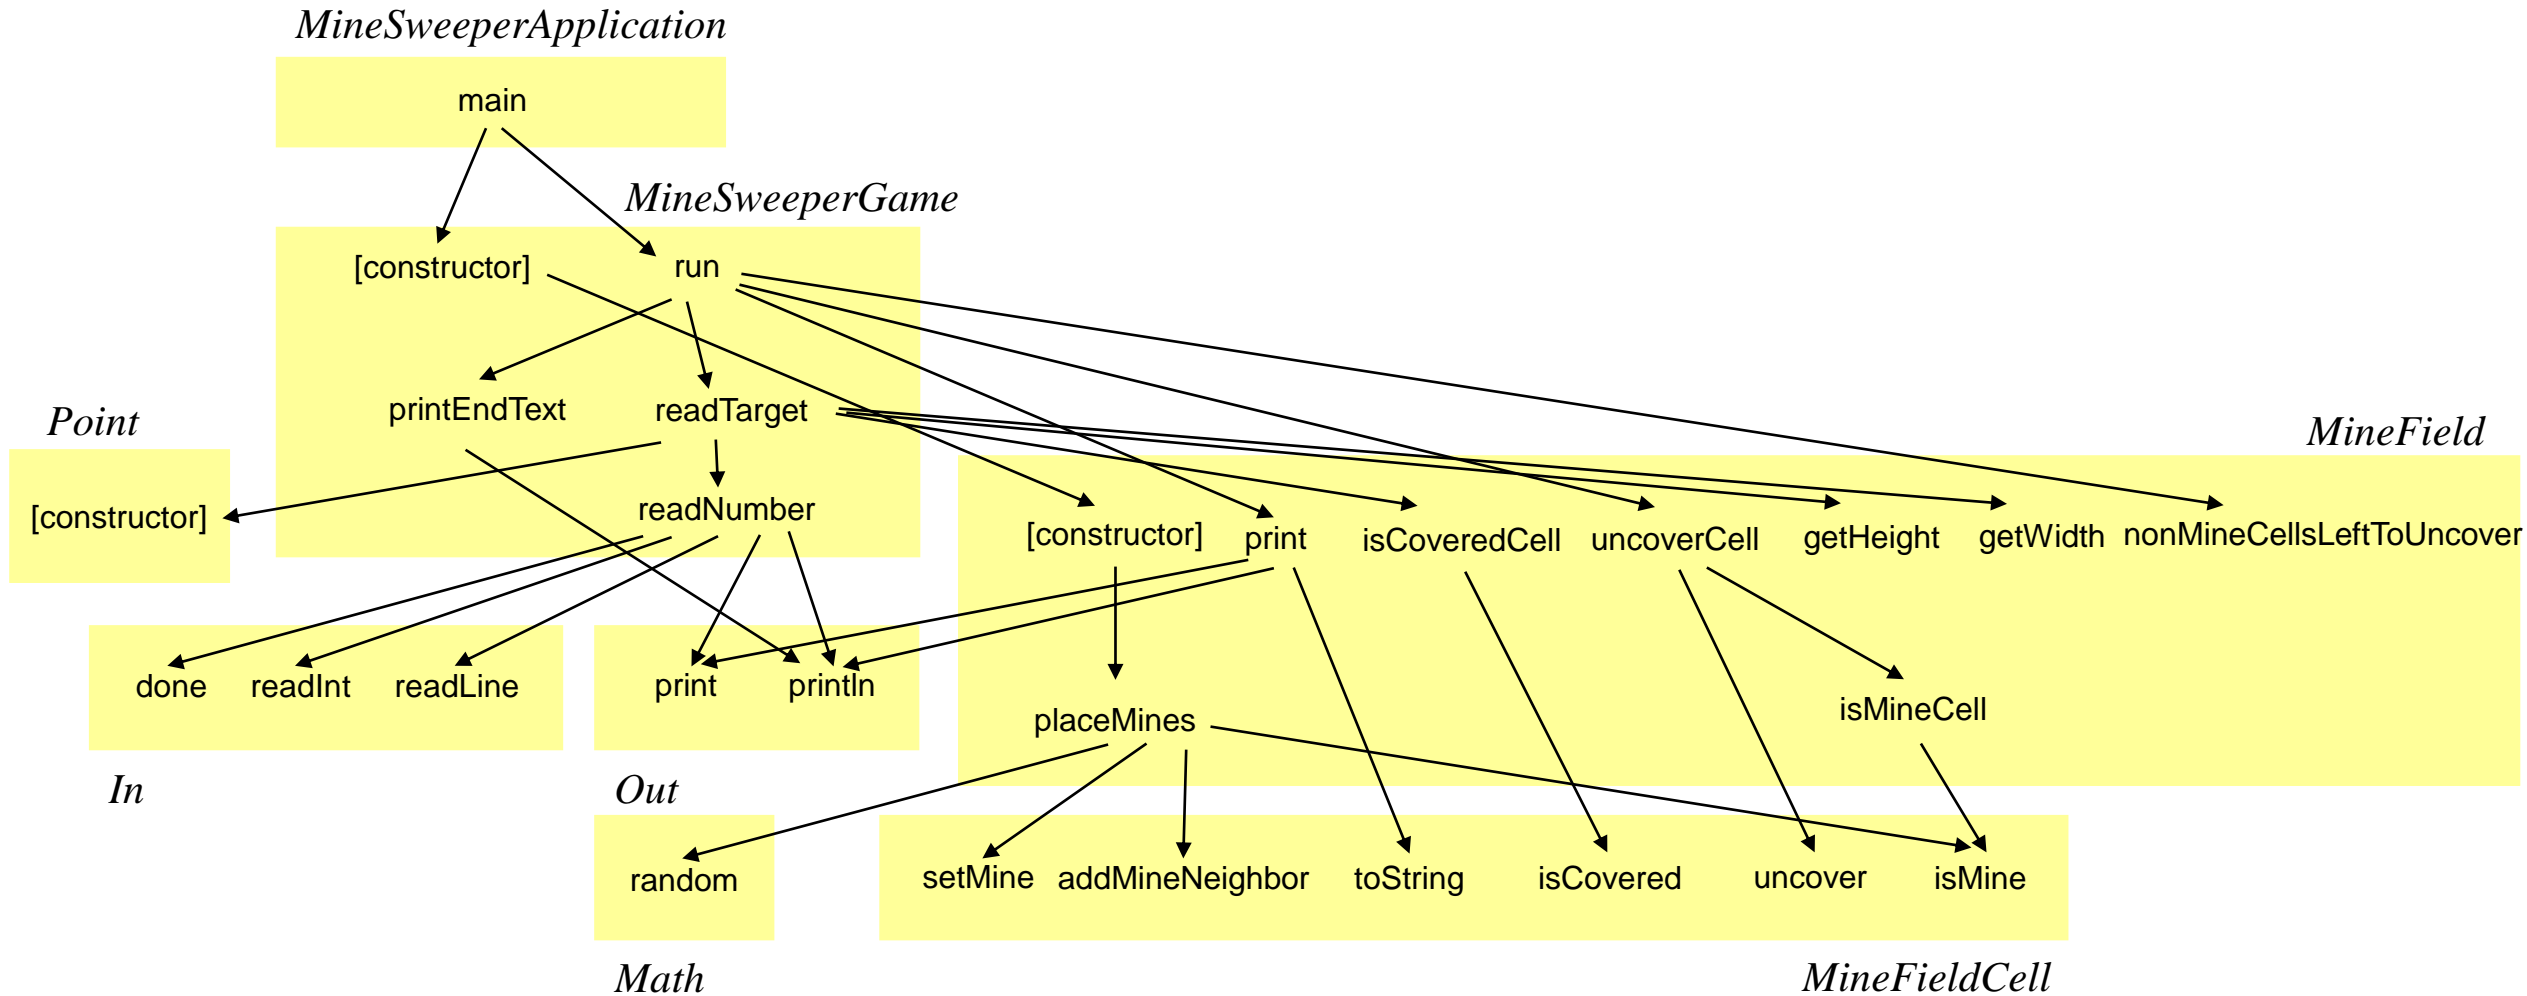 MineSweeperApplication
main
MineSweeperGame
[constructor] run
printEndText readTarget
Point
MineField
[constructor]
readNumber
[constructor] print isCoveredCell uncoverCell getHeight getWidth nonMineCellsLeftToUncover
done readInt readLine
print println
placeMines
isMineCell
In
Out
random
setMine addMineNeighbor toString isCovered uncover isMine
Math
MineFieldCell